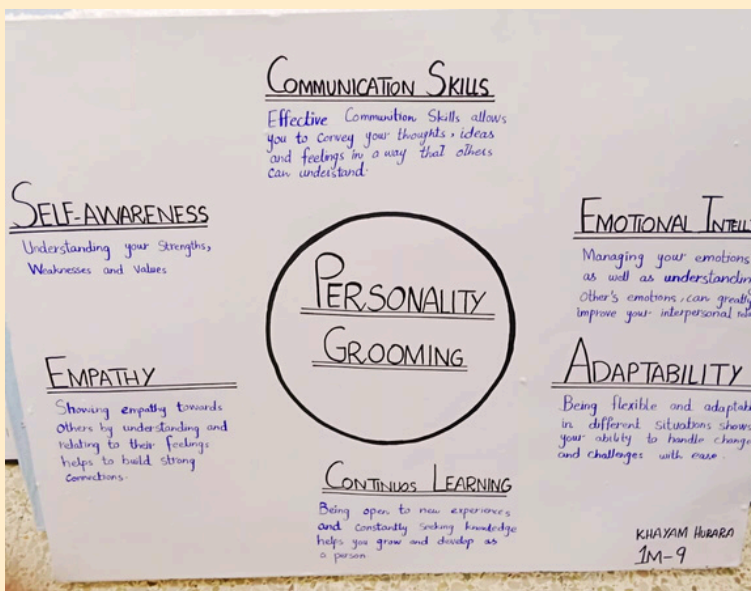 COMMUNICATION SKILLS
Effective Communition Skills allows
you to convey your thoughts, ideas
and feelings in a way that others
can understand.
SELF-AWARENESS
Understanding your Strengths,
Weaknesses and Values
EMOTIONAL
Managing your emotions
as well as understandin
other's emotions, can greatly
improve your interpersonal
PERSONALITY
GROOMING
EMPATHY
Showing empathy towards
others by understanding and
relating to their feelings
helps to build strong
connections.
ADAPTABILITY
Being flexible and adaptab
in different situations shows
your ability to handle change
and challenges with ease.
CONTINUOS LEARNING
Being open to new experiences
and constantly seeking knowledge
helps you grow and develop as
a person
KHAYAM HURARA
1M-9